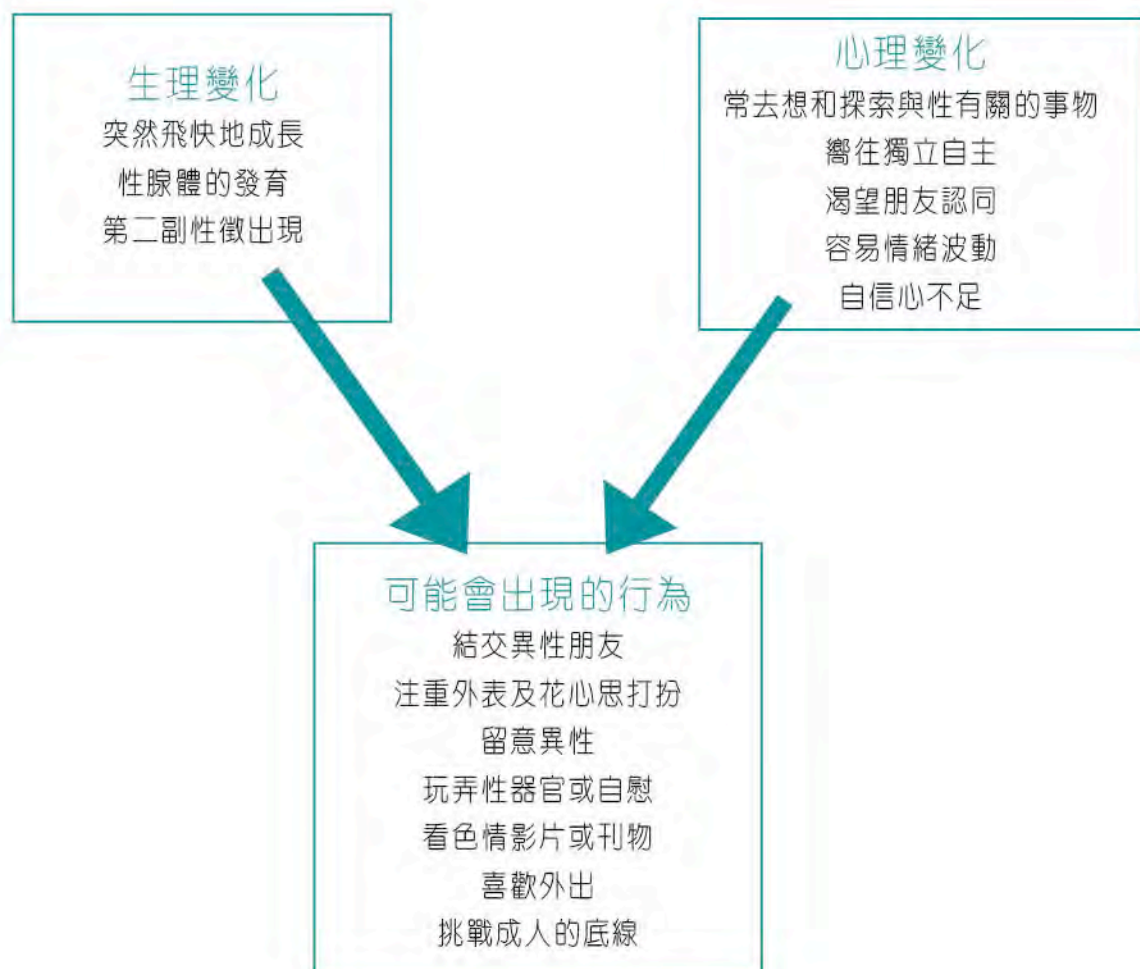 生理變化
突然飛快地成長
性腺體的發育
第二副性徵出現
心理變化
常去想和探索與性有關的事物
嚮往獨立自主
渴望朋友認同
容易情緒波動
自信心不足
可能會出現的行為
結交異性朋友
注重外表及花心思打扮
留意異性
玩弄性器官或自慰
看色情影片或刊物
喜歡外出
挑戰成人的底線